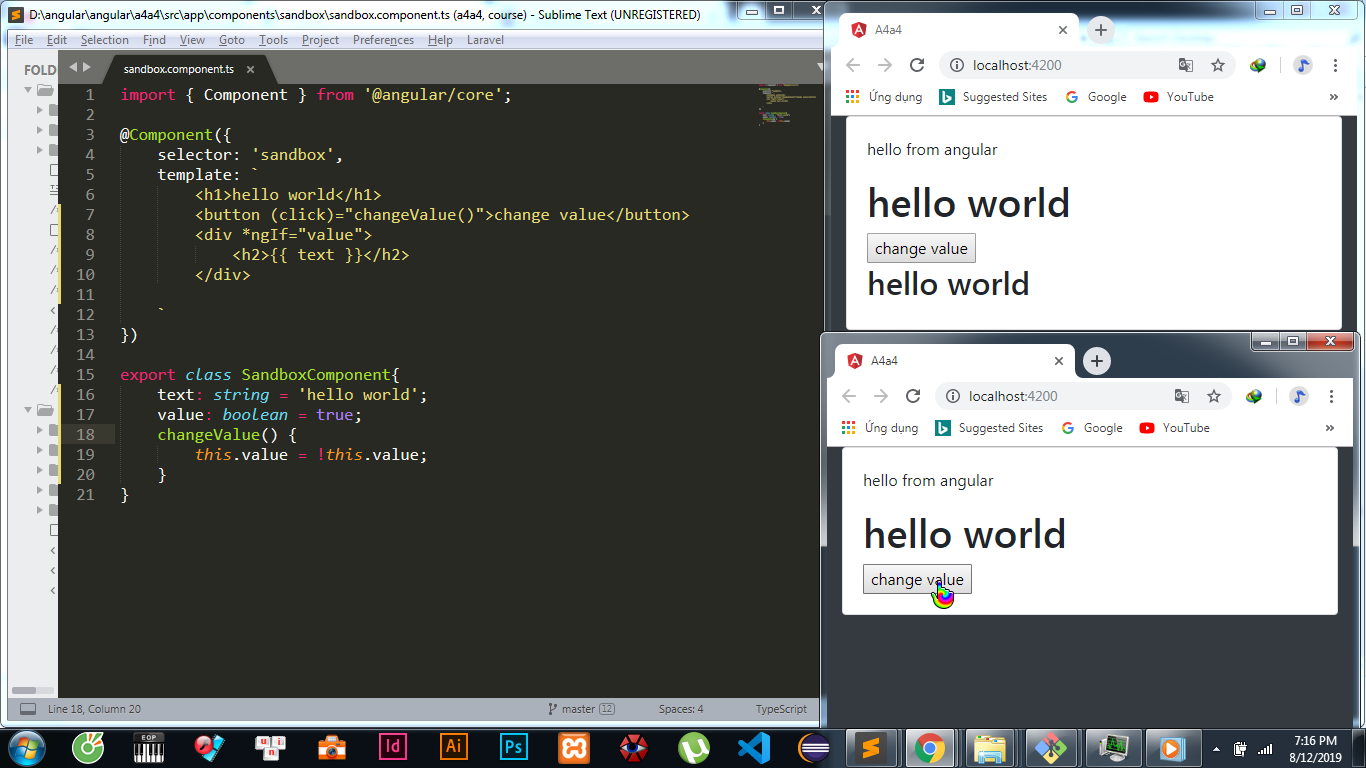 D:\angular\angular\a4a4\src\app\components\sandbox\sandbox.component.ts (a4a4, course) - Sublime Text (UNREGISTERED)
File Edit Selection Find View Goto Tools Project Preferences Help Laravel
FOLD
sandbox.component.ts
1 import { Component } from '@angular/core';
2
3 @Component({
4 selector: 'sandbox',
5 template: `
6 <h1>hello world</h1>
7 <button (click)="changeValue()">change value</button>
8 <div *ngIf="value">
9 <h2>{{ text }}</h2>
10 </div>
11
12 `
13 })
14
15 export class SandboxComponent{
16 text: string = 'hello world';
17 value: boolean = true;
18 changeValue() {
19 this.value = !this.value;
20 }
21 }
Line 18, Column 20
master 12
Spaces: 4
TypeScript
A4a4
localhost:4200
Ứng dụng Suggested Sites Google YouTube »
hello from angular
hello world
change value
hello world
A4a4
localhost:4200
Ứng dụng Suggested Sites Google YouTube »
hello from angular
hello world
change value
EOP
u n i
Id
Ai
Ps
7:16 PM
8/12/2019